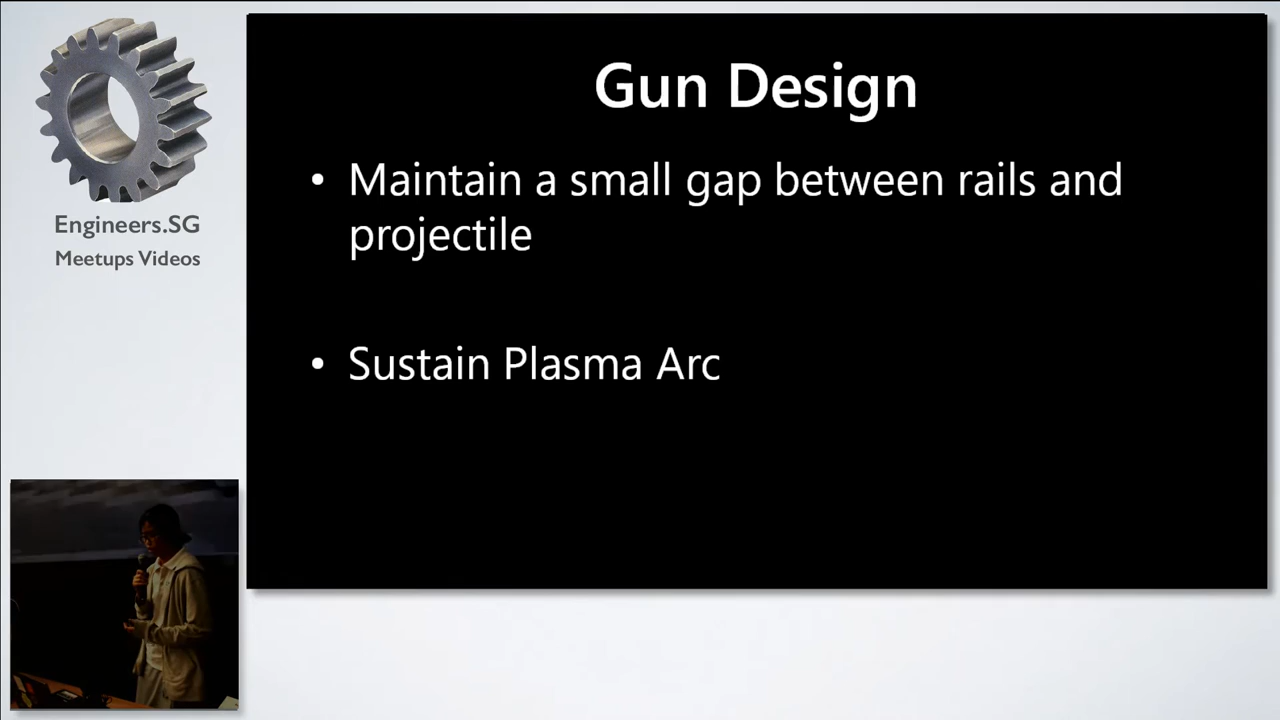 Gun Design
• Maintain a small gap between rails and
projectile
• Sustain Plasma Arc
Engineers.SG
Meetups Videos